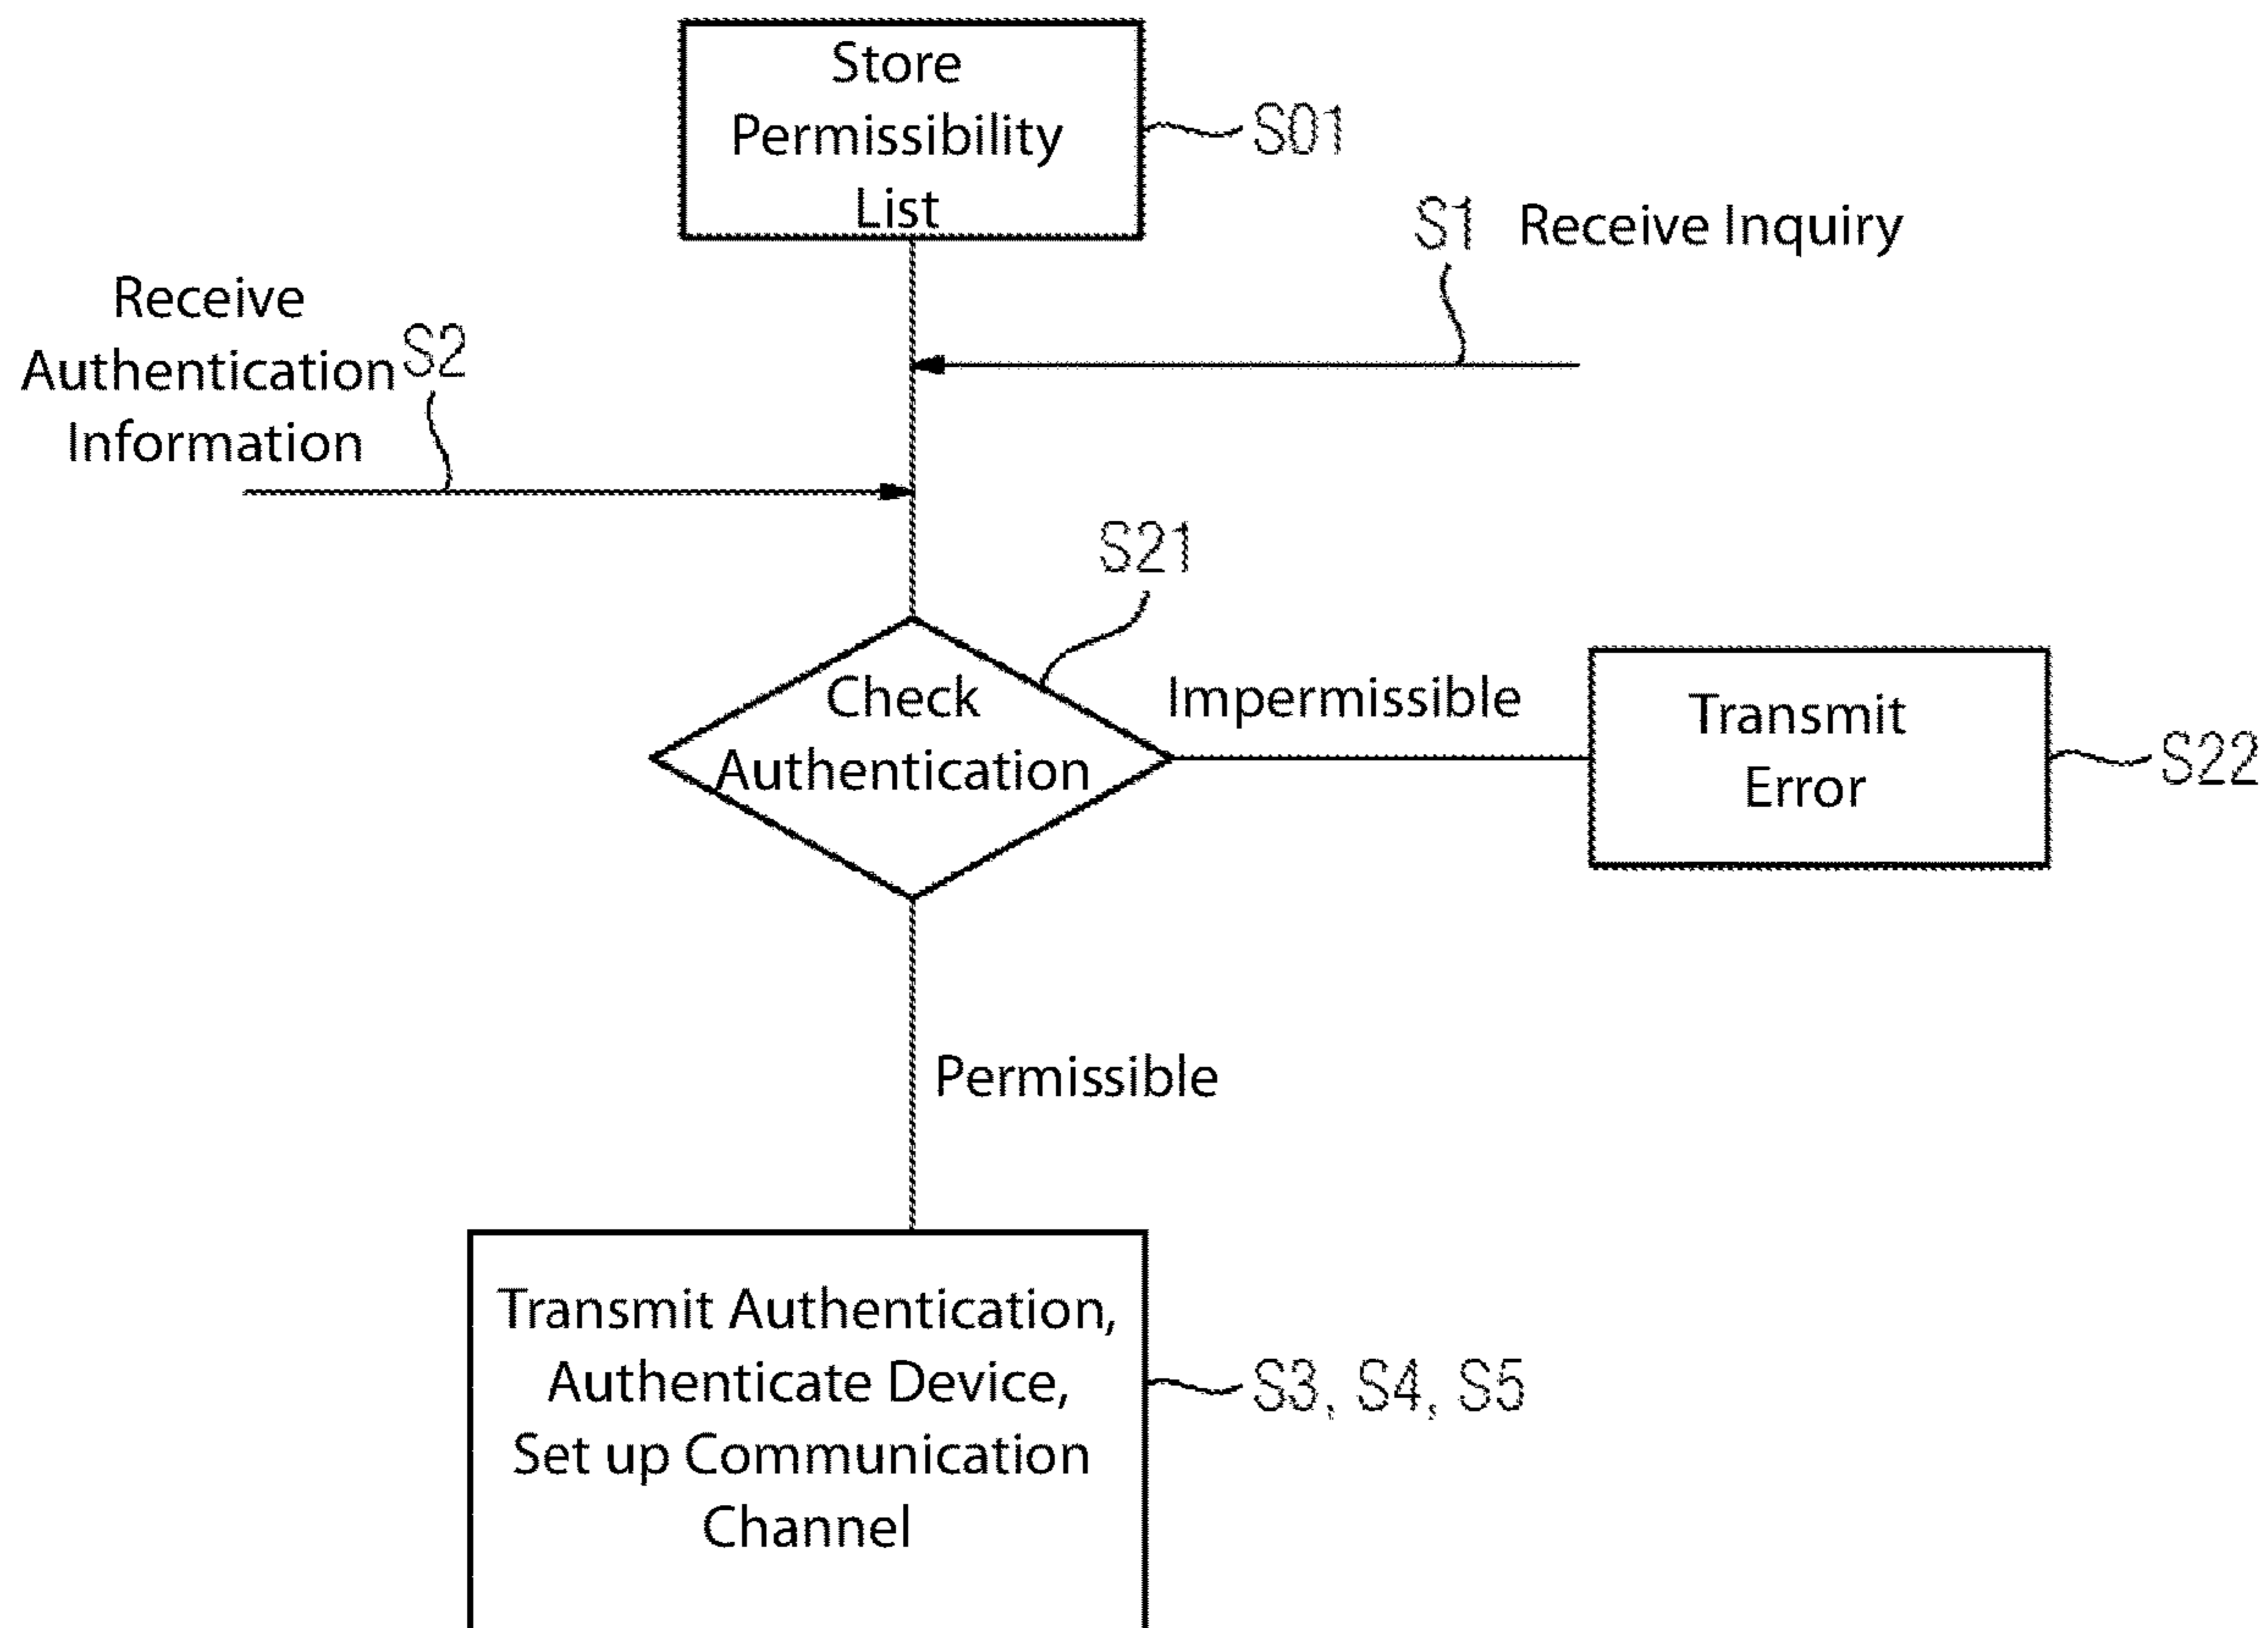 Store
Permissibility
List
S01
S1 Receive Inquiry
Receive
Authentication
Information
S2
S21
Check
Authentication
Impermissible
Transmit
Error
S22
Permissible
Transmit Authentication,
Authenticate Device,
Set up Communication
Channel
S3, S4, S5